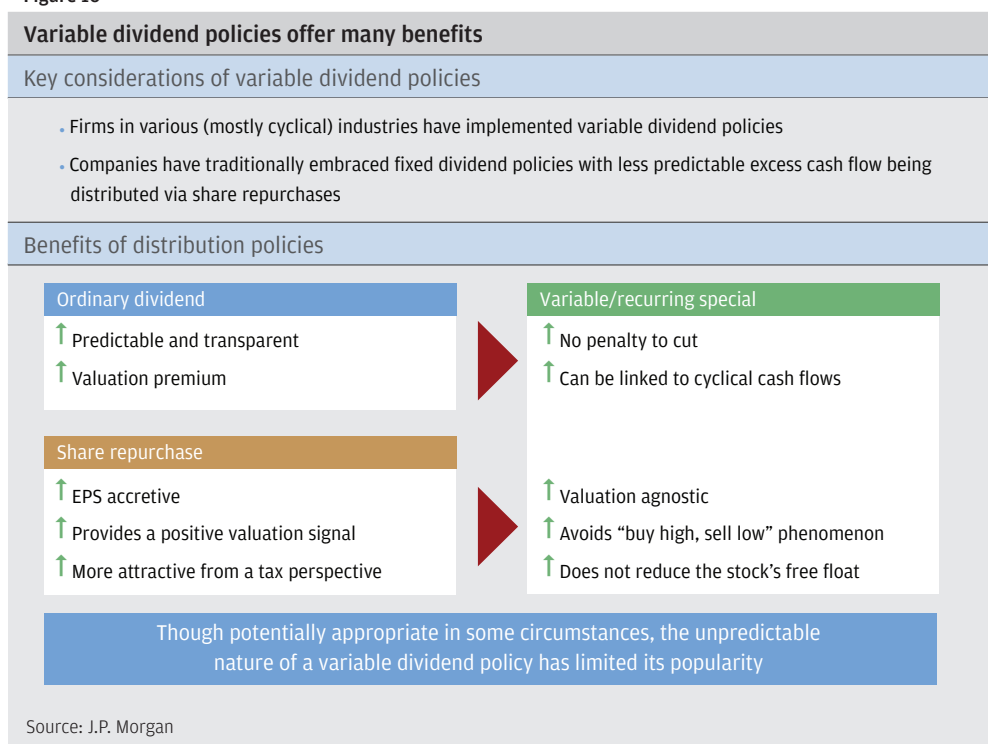 Variable dividend policies offer many benefits
Key considerations of variable dividend policies
• Firms in various (mostly cyclical) industries have implemented variable dividend policies
• Companies have traditionally embraced fixed dividend policies with less predictable excess cash flow being
distributed via share repurchases
Benefits of distribution policies
Ordinary dividend
↑ Predictable and transparent
↑ Valuation premium
Share repurchase
↑ EPS accretive
↑ Provides a positive valuation signal
↑ More attractive from a tax perspective
Variable/recurring special
↑ No penalty to cut
↑ Can be linked to cyclical cash flows
↑ Valuation agnostic
↑ Avoids “buy high, sell low” phenomenon
↑ Does not reduce the stock’s free float
Though potentially appropriate in some circumstances, the unpredictable
nature of a variable dividend policy has limited its popularity
Source: J.P. Morgan